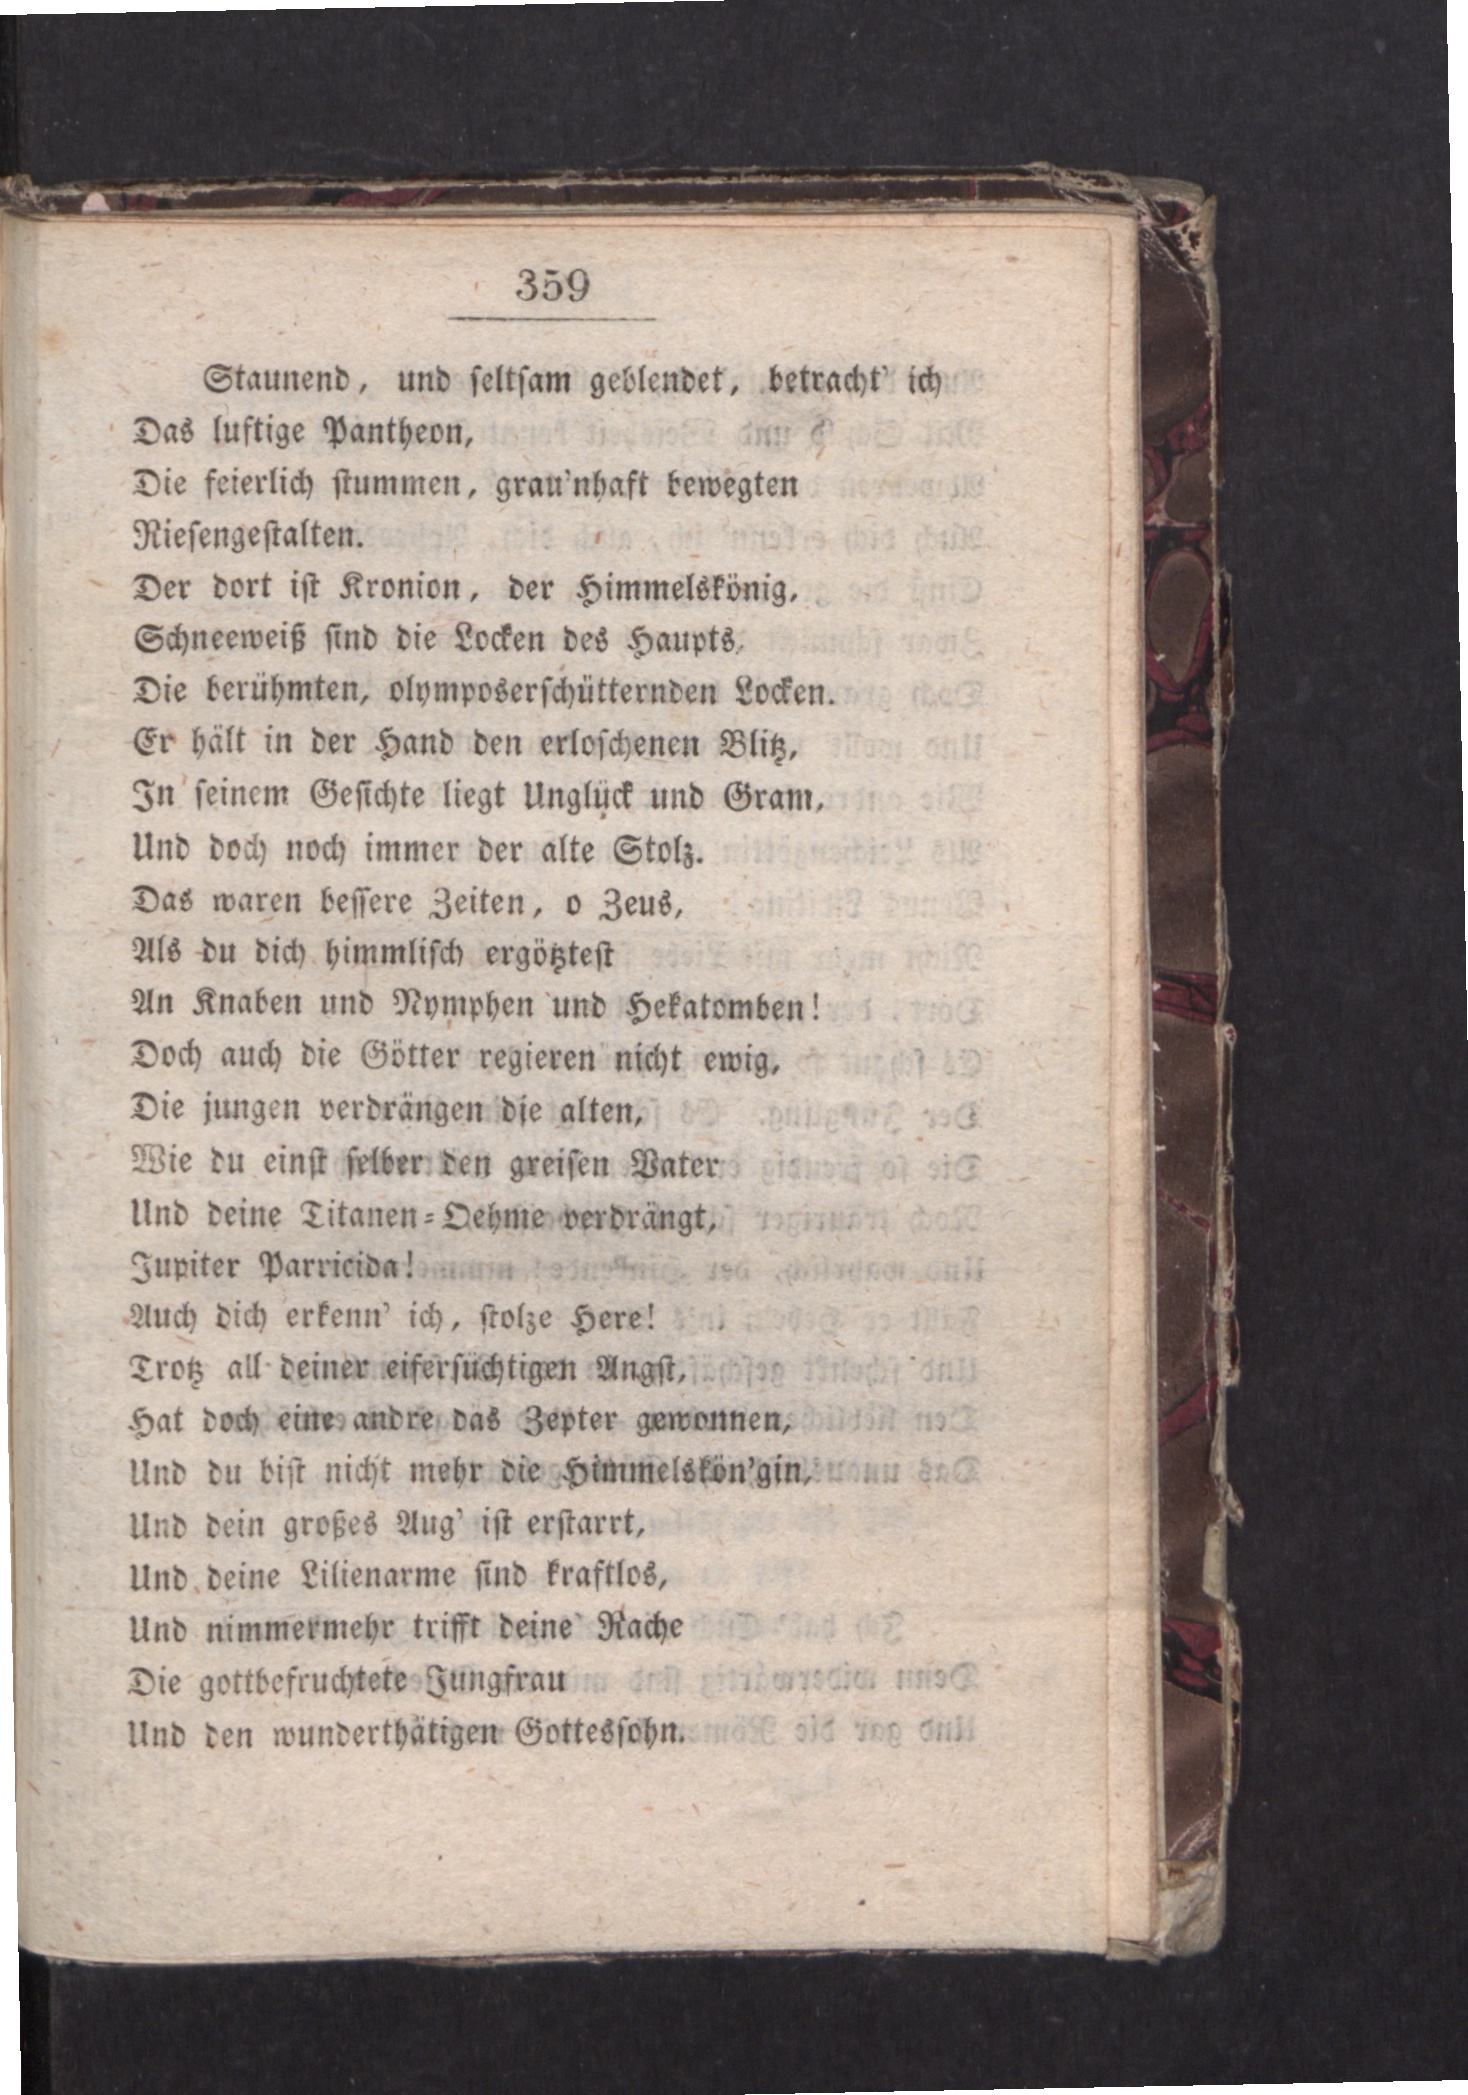 359
Staunend, und seltsam geblendet, betracht' ich
Das luftige Pantheon,
Die feierlich stummen, grau'nhaft bewegten
Riesengestalten.
Der dort ist Kronion, der Himmelskönig,
Schneeweiß sind die Locken des Haupts,
Die berühmten, olymposerschütternden Locken.
Er hält in der Hand den erloschenen Blitz,
In seinem Gesichte liegt Unglück und Gram,
Und doch noch immer der alte Stolz.
Das waren bessere Zeiten, o Zeus,
Als du dich himmlisch ergötztest
An Knaben und Nymphen und Hekatomben!
Doch auch die Götter regieren nicht ewig,
Die jungen verdrängen die alten,
Wie du einst selber den greisen Vater
Und deine Titanen-Oehme verdrängt,
Jupiter Parricida!
Auch dich erkenn' ich, stolze Here!
Trotz all deiner eifersüchtigen Angst,
Hat doch eine andre das Zepter gewonnen,
Und du bist nicht mehr die Himmelskön'gin,
Und dein großes Aug' ist erstarrt,
Und deine Lilienarme sind kraftlos,
Und nimmermehr trifft deine Rache
Die gottbefruchtete Jungfrau
Und den wunderthätigen Gottessohn.